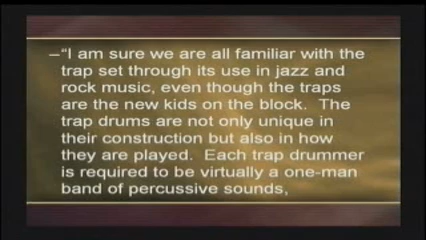 –“I am sure we are all familiar with the
trap set through its use in jazz and
rock music, even though the traps
are the new kids on the block.  The
trap drums are not only unique in
their construction but also in how
they are played.  Each trap drummer
is required to be virtually a one-man
band of percussive sounds,